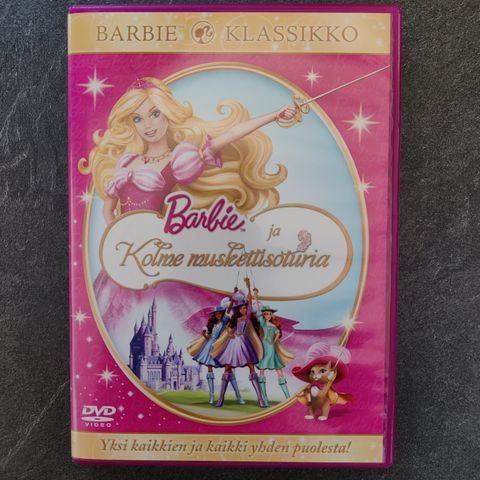 BARBIE KLASSIKKO
Barbie ja
Kolme muskettisoturia
DVD
VIDEO
Yksi kaikkien ja kaikki yhden puolesta!